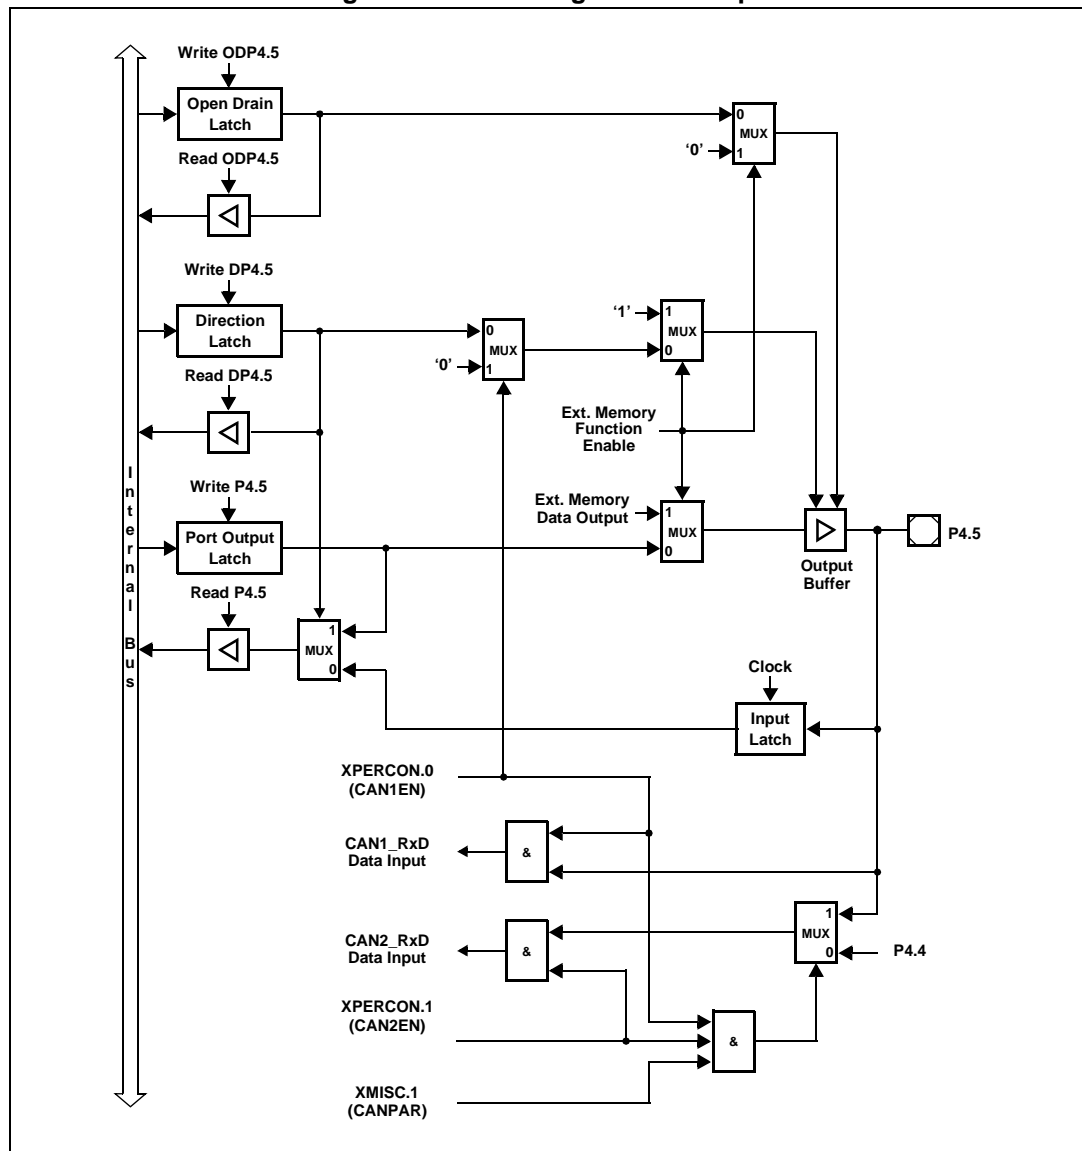 Write ODP4.5
Open Drain
Latch
0
MUX
1
'0'
Read ODP4.5
Write DP4.5
Direction
Latch
0
MUX
1
'0'
'1'
1
MUX
0
Read DP4.5
Ext. Memory
Function
Enable
Internal Bus
Write P4.5
Port Output
Latch
Ext. Memory
Data Output
1
MUX
0
P4.5
Output
Buffer
Read P4.5
1
MUX
0
Clock
Input
Latch
XPERCON.0
(CAN1EN)
CAN1_RxD
Data Input
&
CAN2_RxD
Data Input
&
1
MUX
0
P4.4
XPERCON.1
(CAN2EN)
&
XMISC.1
(CANPAR)